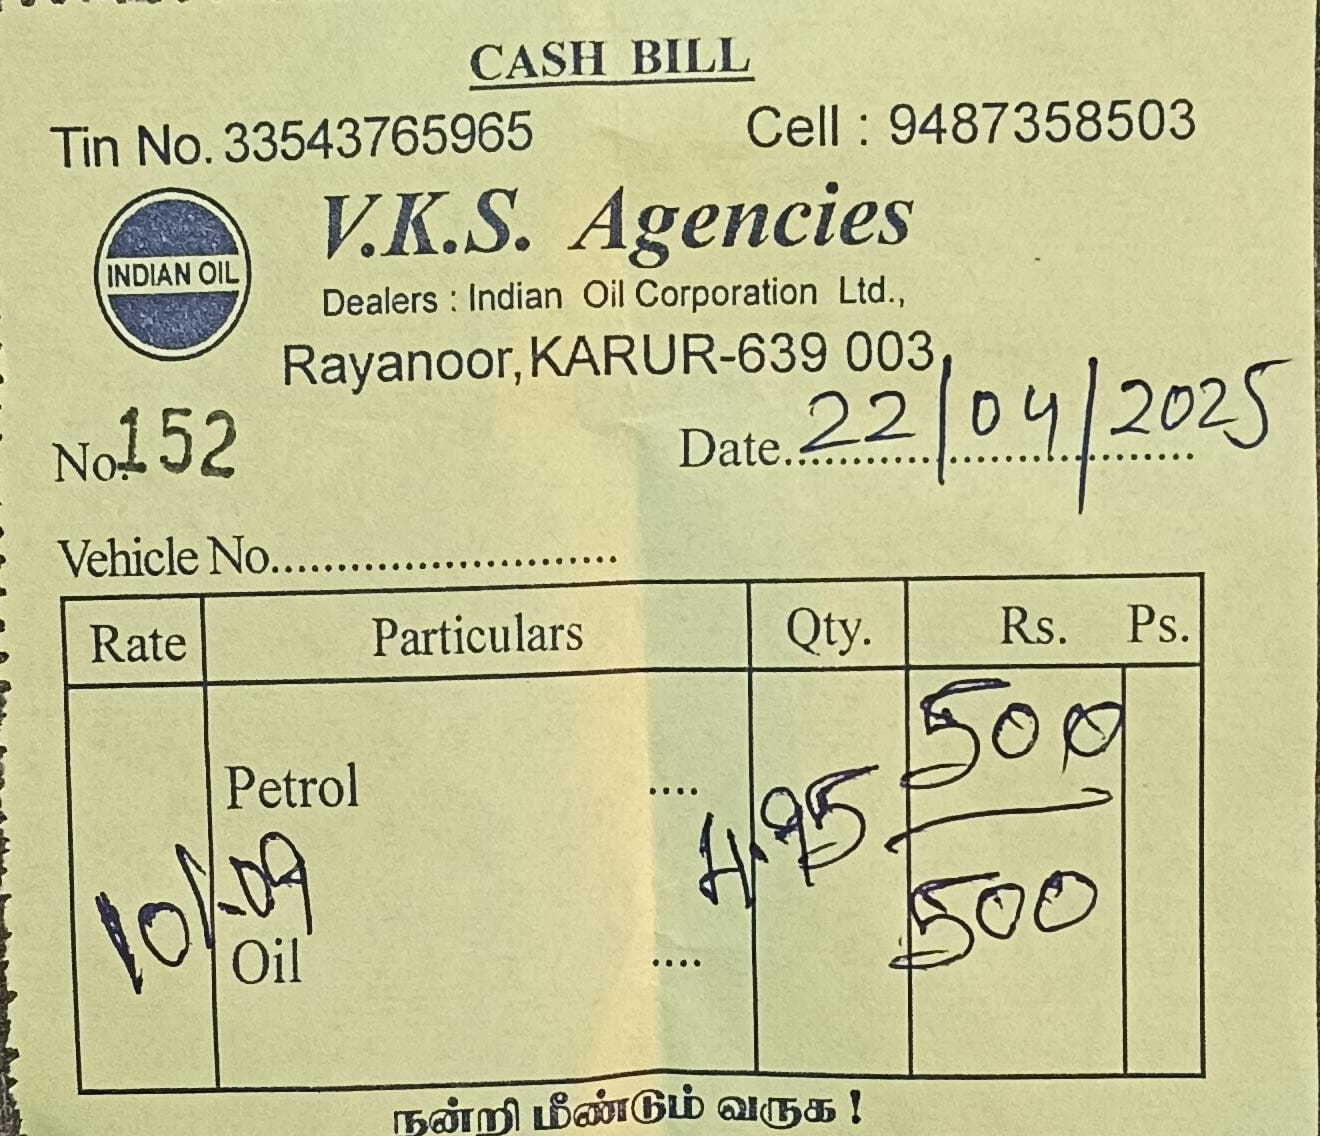 CASH BILL
Tin No. 33543765965 Cell : 9487358503
INDIAN OIL
V.K.S. Agencies
Dealers : Indian Oil Corporation Ltd.,
Rayanoor, KARUR-639 003.
No. 152 Date. 22/04/2025
Vehicle No.
Rate Particulars Qty. Rs. Ps.
500
Petrol .... 4.95
101.09 500
Oil ....
நன்றி மீண்டும் வருக !